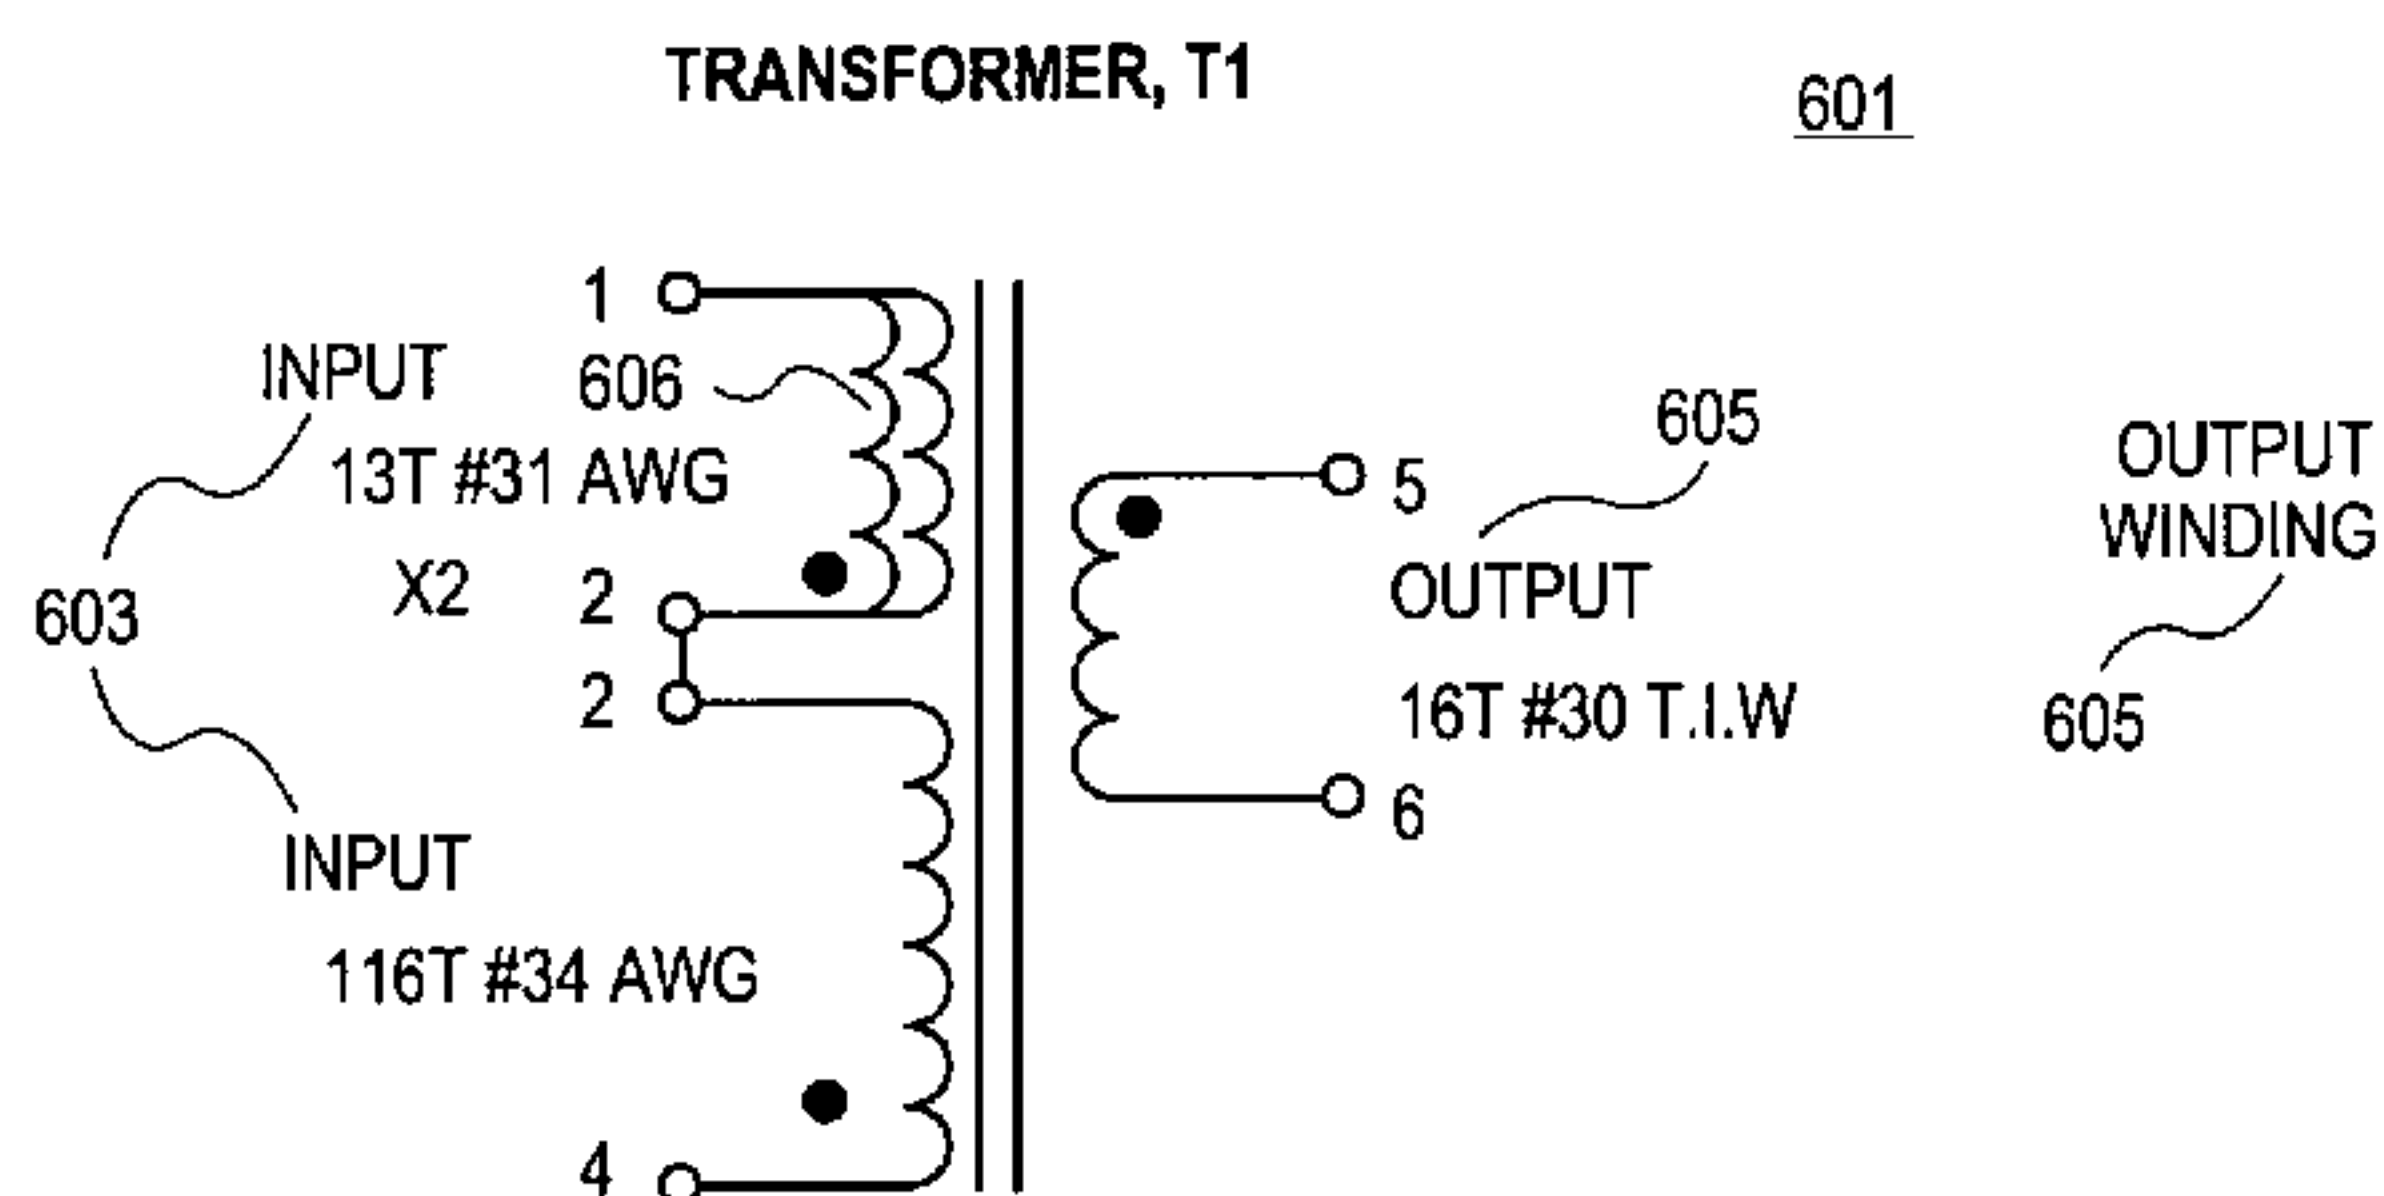 TRANSFORMER, T1
601
1
INPUT
606
13T #31 AWG
X2
2
603
2
INPUT
116T #34 AWG
4
605
5
OUTPUT
16T #30 T.I.W
6
OUTPUT
WINDING
605